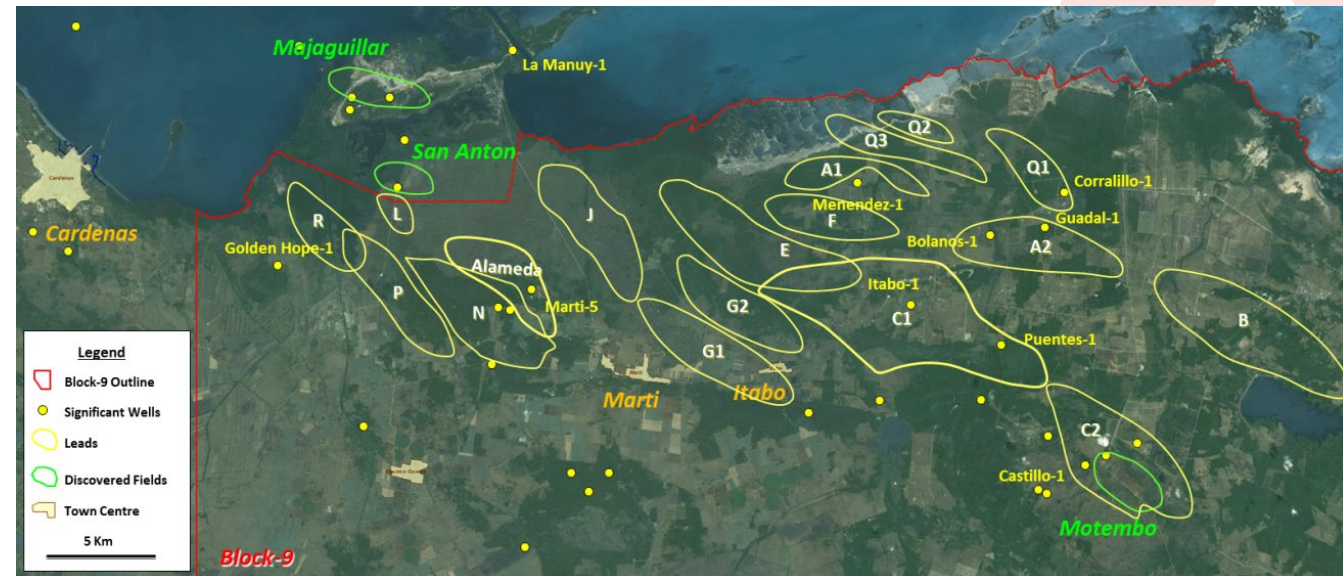 Majaguillar
La Manuy-1
San Anton
Q2
Q3
A1
Q1
Corralillo-1
Cardenas
Menendez-1
R
L
J
F
Guadal-1
Cardenas
Golden Hope-1
Bolanos-1
A2
E
Alameda
Itabo-1
P
N
Marti-5
G2
C1
B
G1
Puentes-1
Legend
Block-9 Outline
Significant Wells
Leads
Discovered Fields
Town Centre
5 Km
Marti
Itabo
C2
Castillo-1
Motembo
Block-9